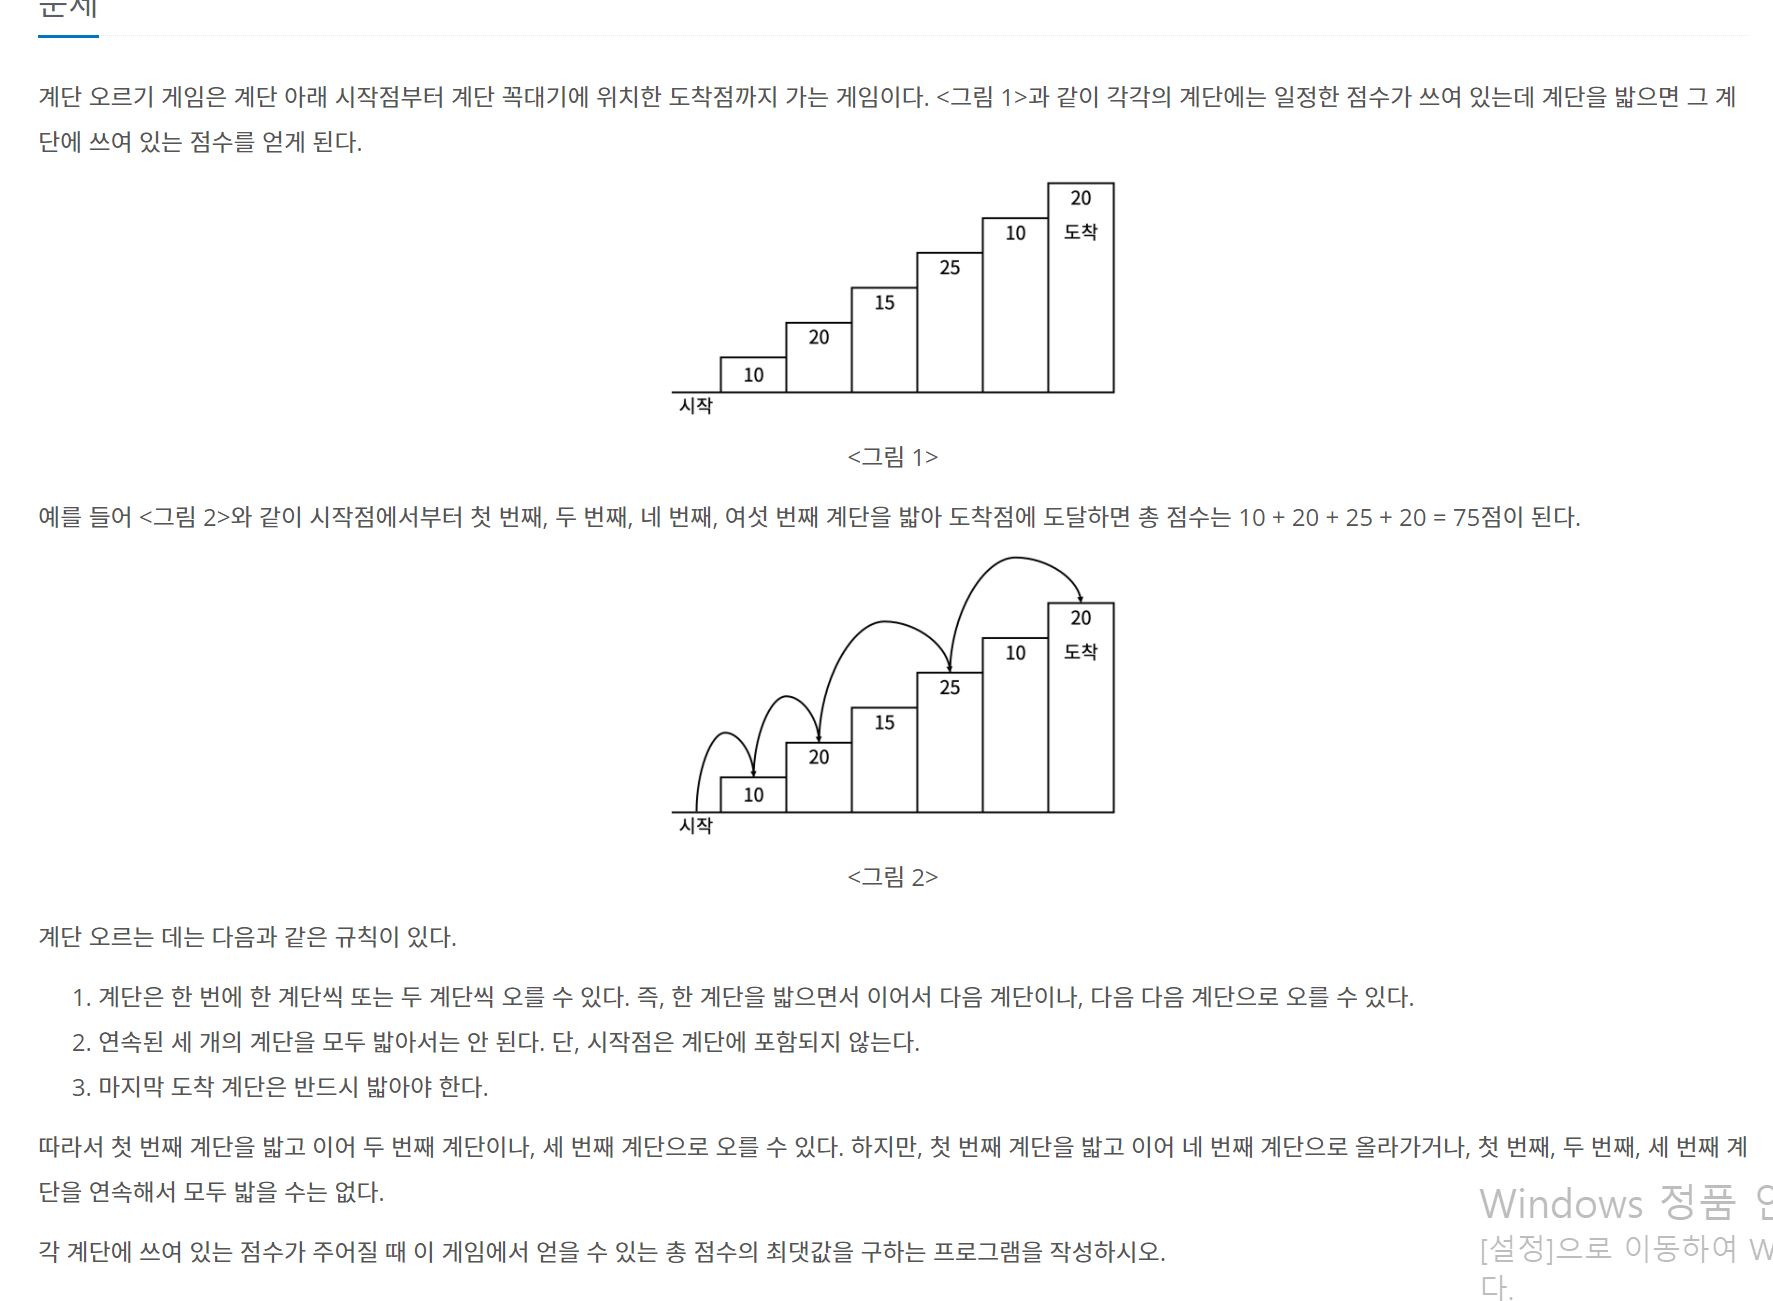 문제
계단 오르기 게임은 계단 아래 시작점부터 계단 꼭대기에 위치한 도착점까지 가는 게임이다. <그림 1>과 같이 각각의 계단에는 일정한 점수가 쓰여 있는데 계단을 밟으면 그 계
단에 쓰여 있는 점수를 얻게 된다.
20
도착
10
25
15
20
10
시작
<그림 1>
예를 들어 <그림 2>와 같이 시작점에서부터 첫 번째, 두 번째, 네 번째, 여섯 번째 계단을 밟아 도착점에 도달하면 총 점수는 10 + 20 + 25 + 20 = 75점이 된다.
20
도착
10
25
15
20
10
시작
<그림 2>
계단 오르는 데는 다음과 같은 규칙이 있다.
1. 계단은 한 번에 한 계단씩 또는 두 계단씩 오를 수 있다. 즉, 한 계단을 밟으면서 이어서 다음 계단이나, 다음 다음 계단으로 오를 수 있다.
2. 연속된 세 개의 계단을 모두 밟아서는 안 된다. 단, 시작점은 계단에 포함되지 않는다.
3. 마지막 도착 계단은 반드시 밟아야 한다.
따라서 첫 번째 계단을 밟고 이어 두 번째 계단이나, 세 번째 계단으로 오를 수 있다. 하지만, 첫 번째 계단을 밟고 이어 네 번째 계단으로 올라가거나, 첫 번째, 두 번째, 세 번째 계
단을 연속해서 모두 밟을 수는 없다.
각 계단에 쓰여 있는 점수가 주어질 때 이 게임에서 얻을 수 있는 총 점수의 최댓값을 구하는 프로그램을 작성하시오.
Windows 정품
[설정]으로 이동하여 W
다.